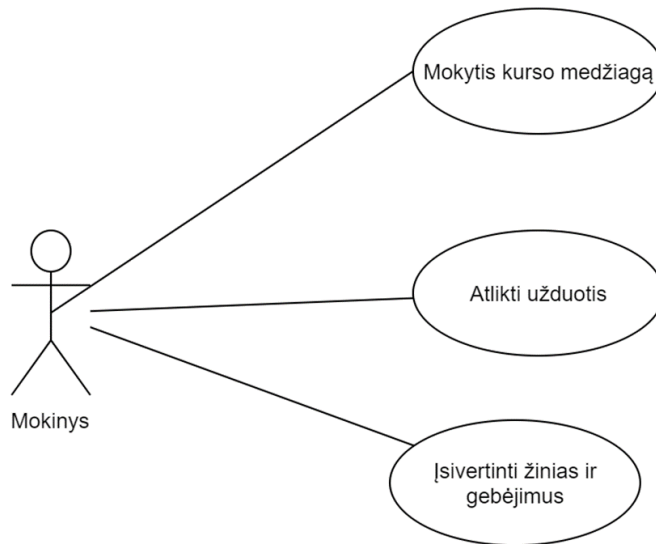 Mokytis kurso medžiagą
Atlikti užduotis
Mokinys
Įsivertinti žinias ir
gebėjimus